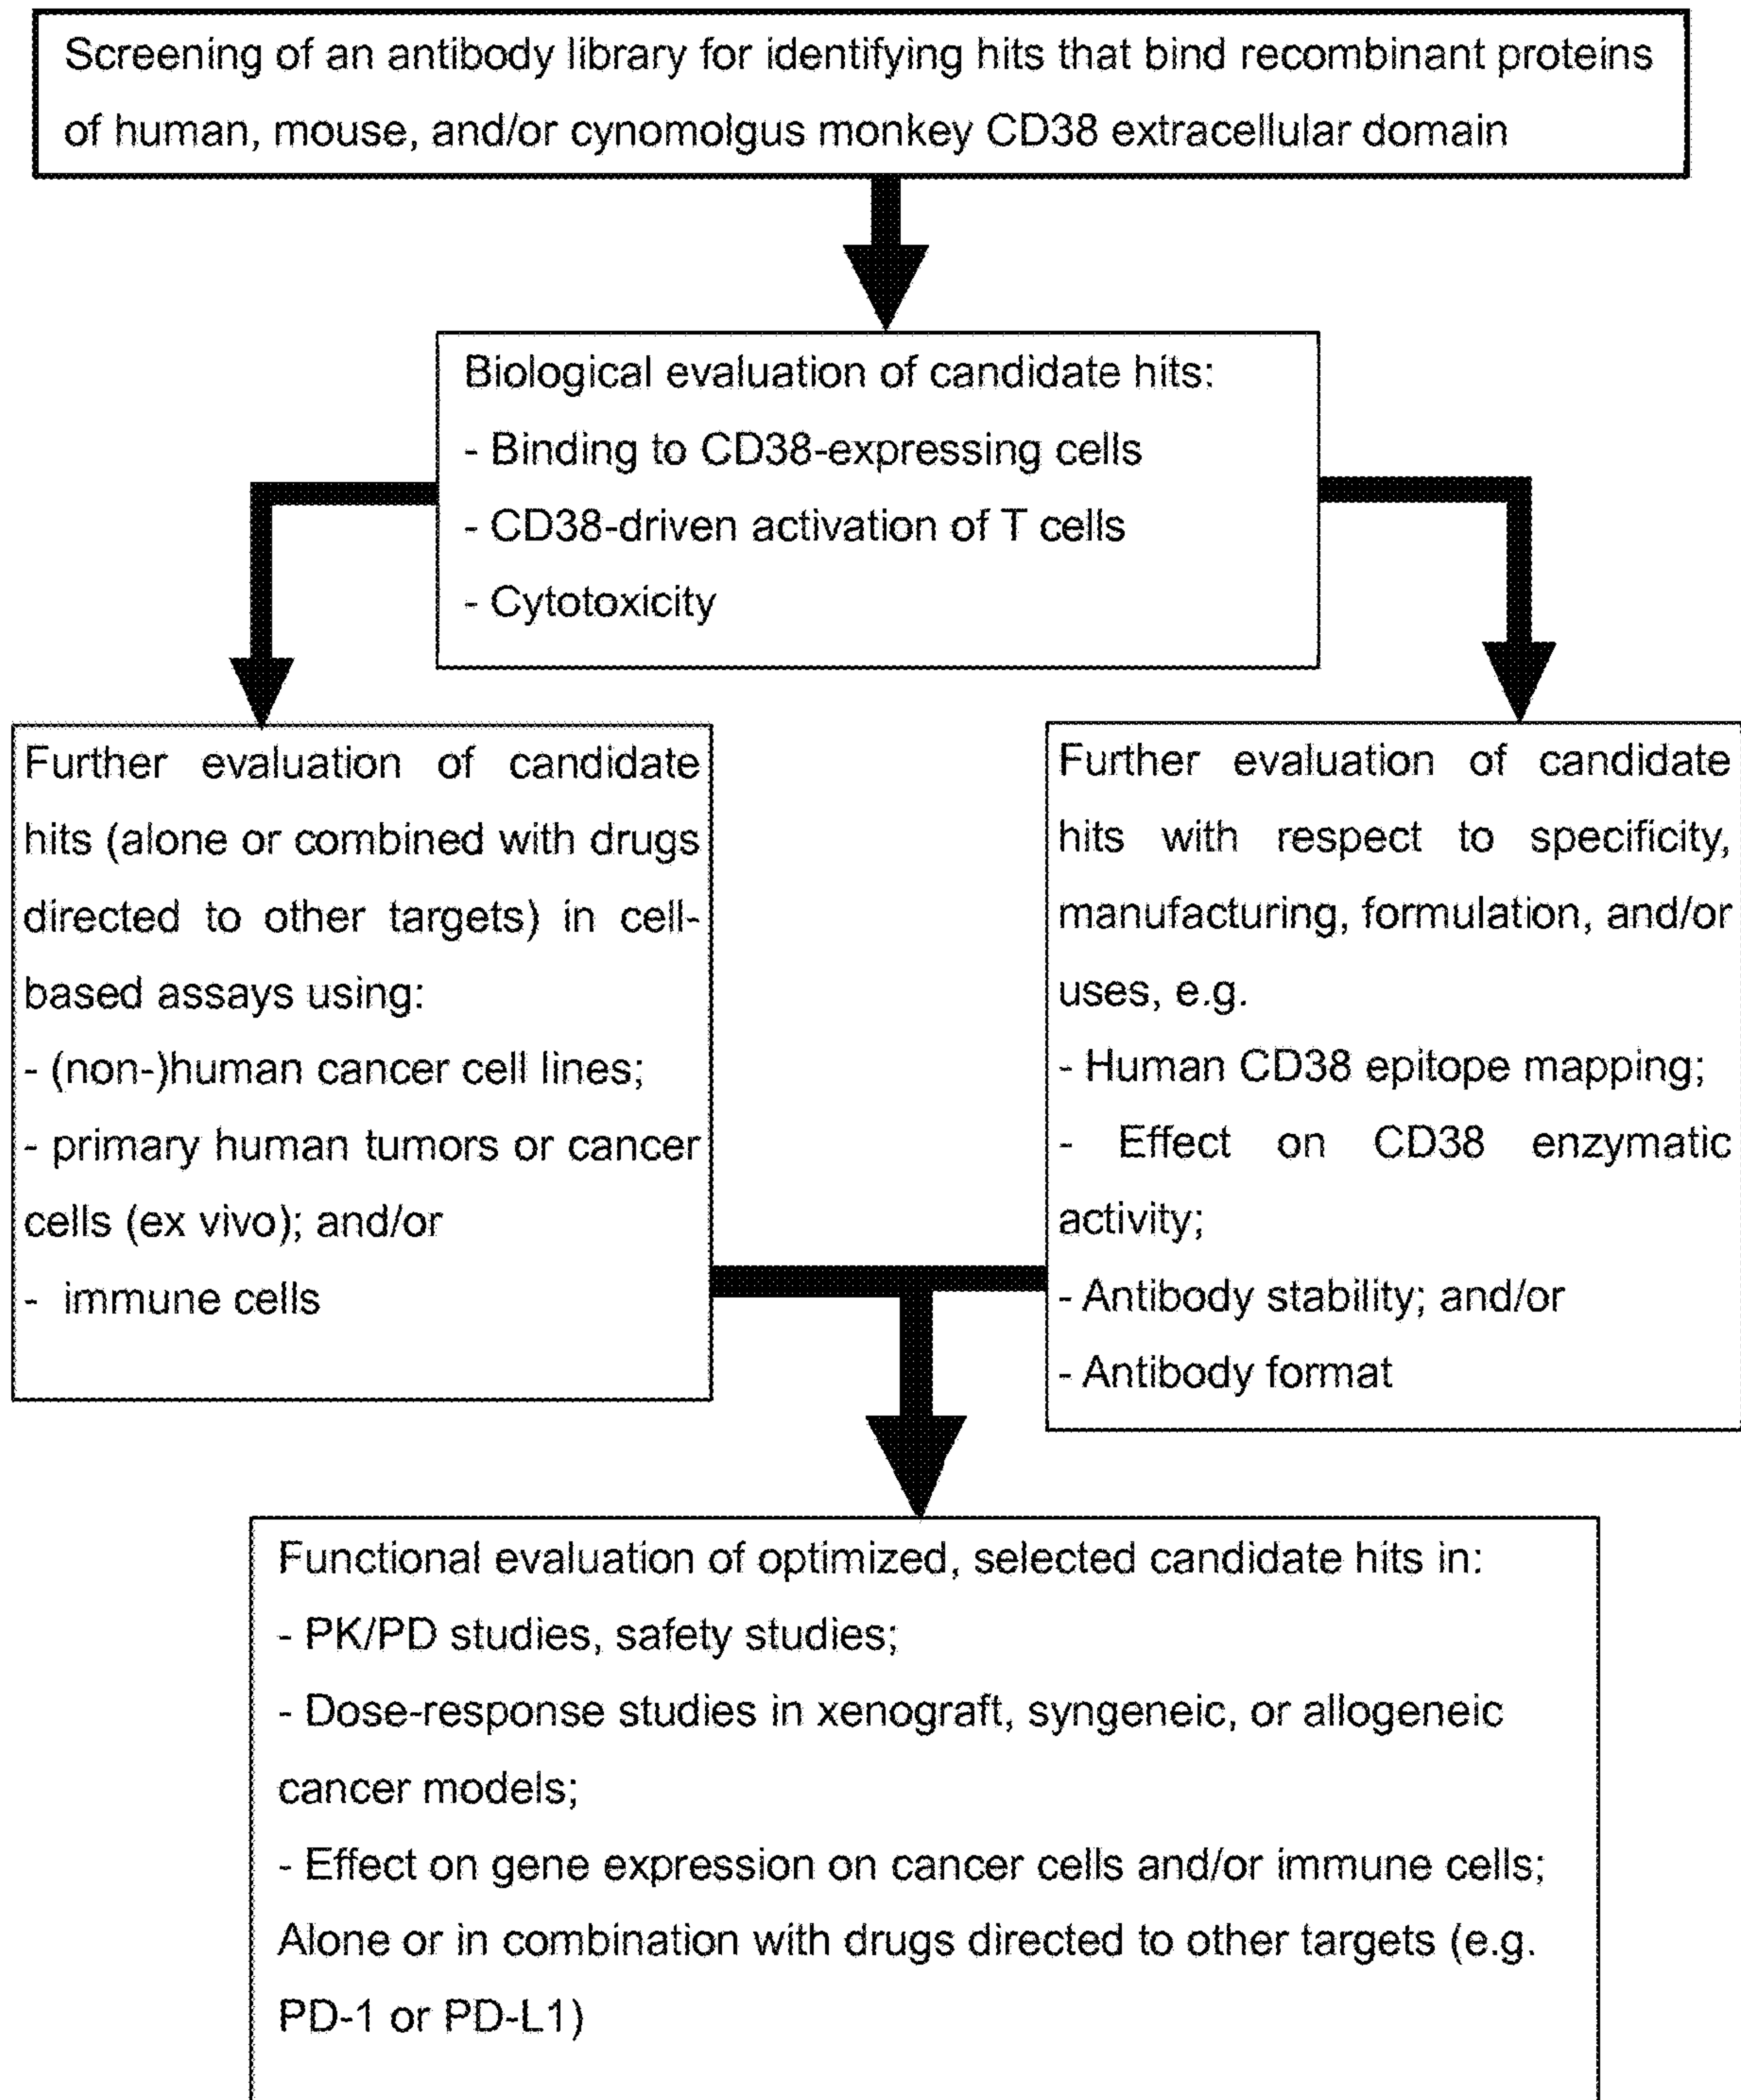 Screening of an antibody library for identifying hits that bind recombinant proteins
of human, mouse, and/or cynomolgus monkey CD38 extracellular domain
Biological evaluation of candidate hits:
- Binding to CD38-expressing cells
- CD38-driven activation of T cells
- Cytotoxicity
Further evaluation of candidate
hits (alone or combined with drugs
directed to other targets) in cell-
based assays using:
- (non-)human cancer cell lines;
- primary human tumors or cancer
cells (ex vivo); and/or
- immune cells
Further evaluation of candidate
hits with respect to specificity,
manufacturing, formulation, and/or
uses, e.g.
- Human CD38 epitope mapping;
- Effect on CD38 enzymatic
activity;
- Antibody stability; and/or
- Antibody format
Functional evaluation of optimized, selected candidate hits in:
- PK/PD studies, safety studies;
- Dose-response studies in xenograft, syngeneic, or allogeneic
cancer models;
- Effect on gene expression on cancer cells and/or immune cells;
Alone or in combination with drugs directed to other targets (e.g.
PD-1 or PD-L1)